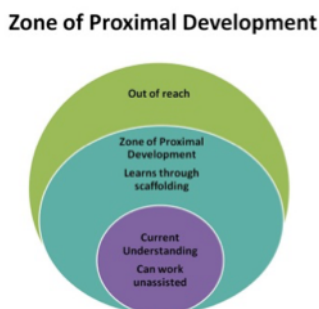 Zone of Proximal Development
Out of reach
Zone of Proximal
Development
Learns through
scaffolding
Current
Understanding
Can work
unassisted